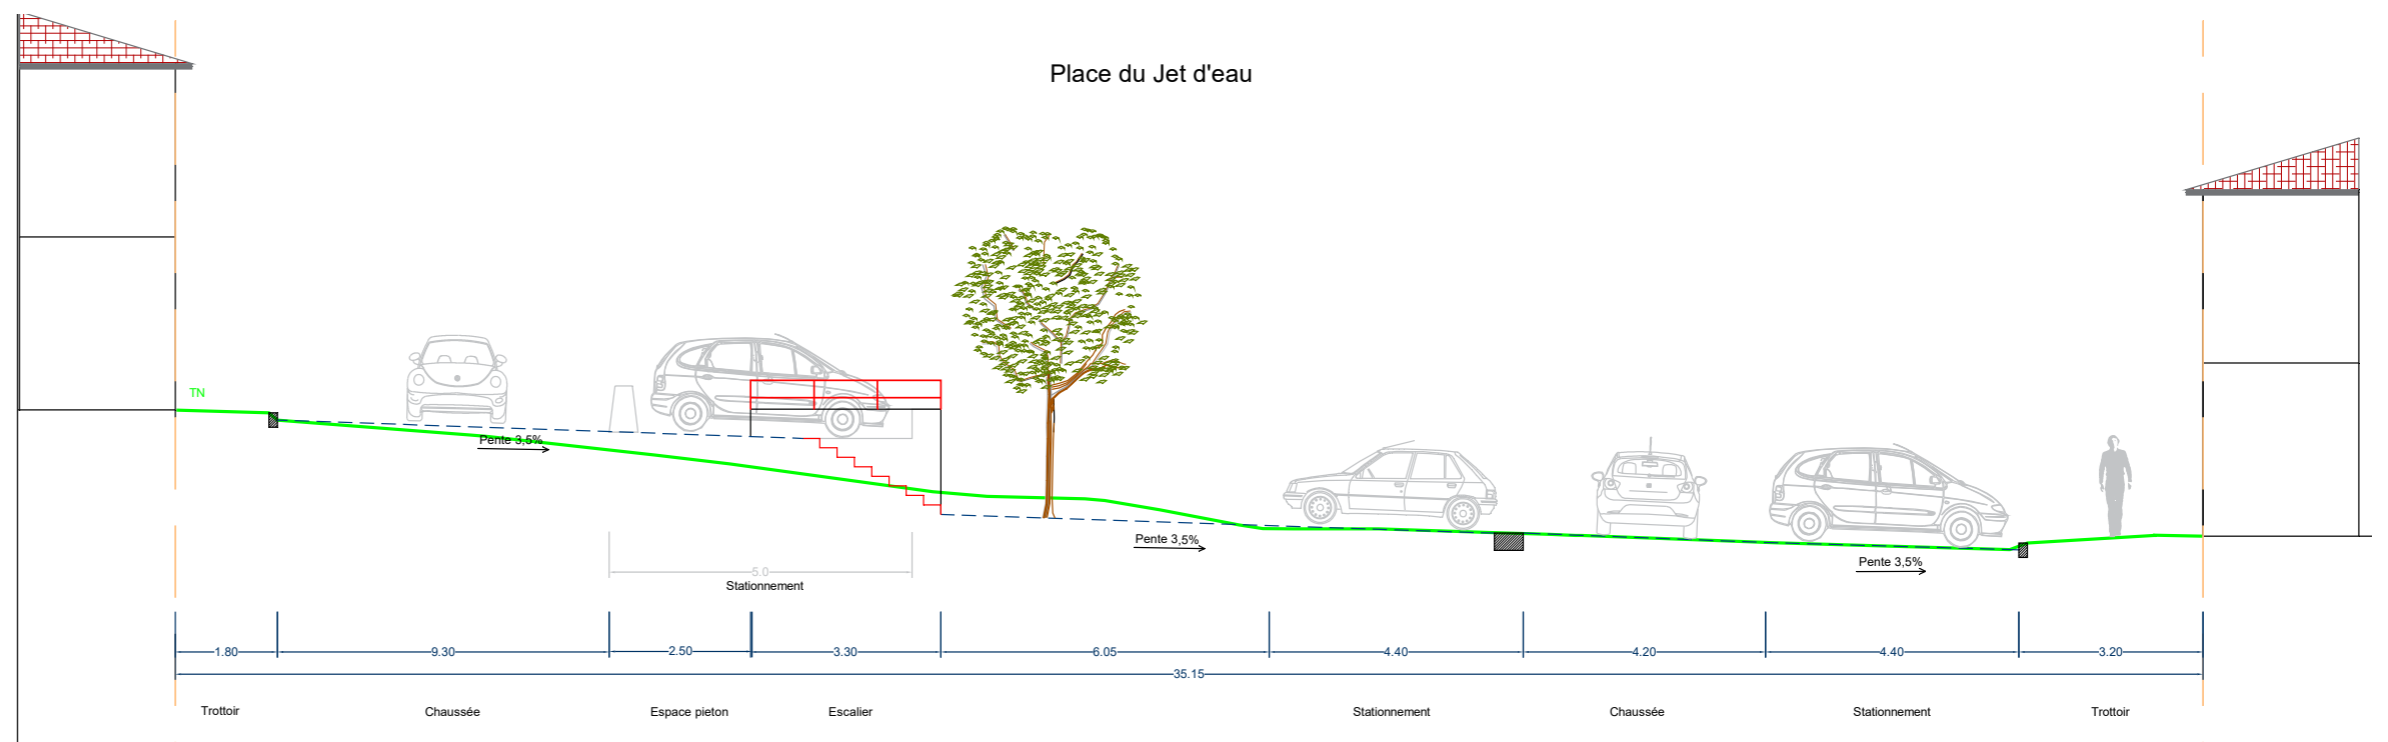 Place du Jet d'eau
TN
Pente 3,5%
Pente 3,5%
Pente 3,5%
5.0
Stationnement
1.80 9.30 2.50 3.30 6.05 4.40 4.20 4.40 3.20
35.15
Trottoir Chaussée Espace pieton Escalier Stationnement Chaussée Stationnement Trottoir